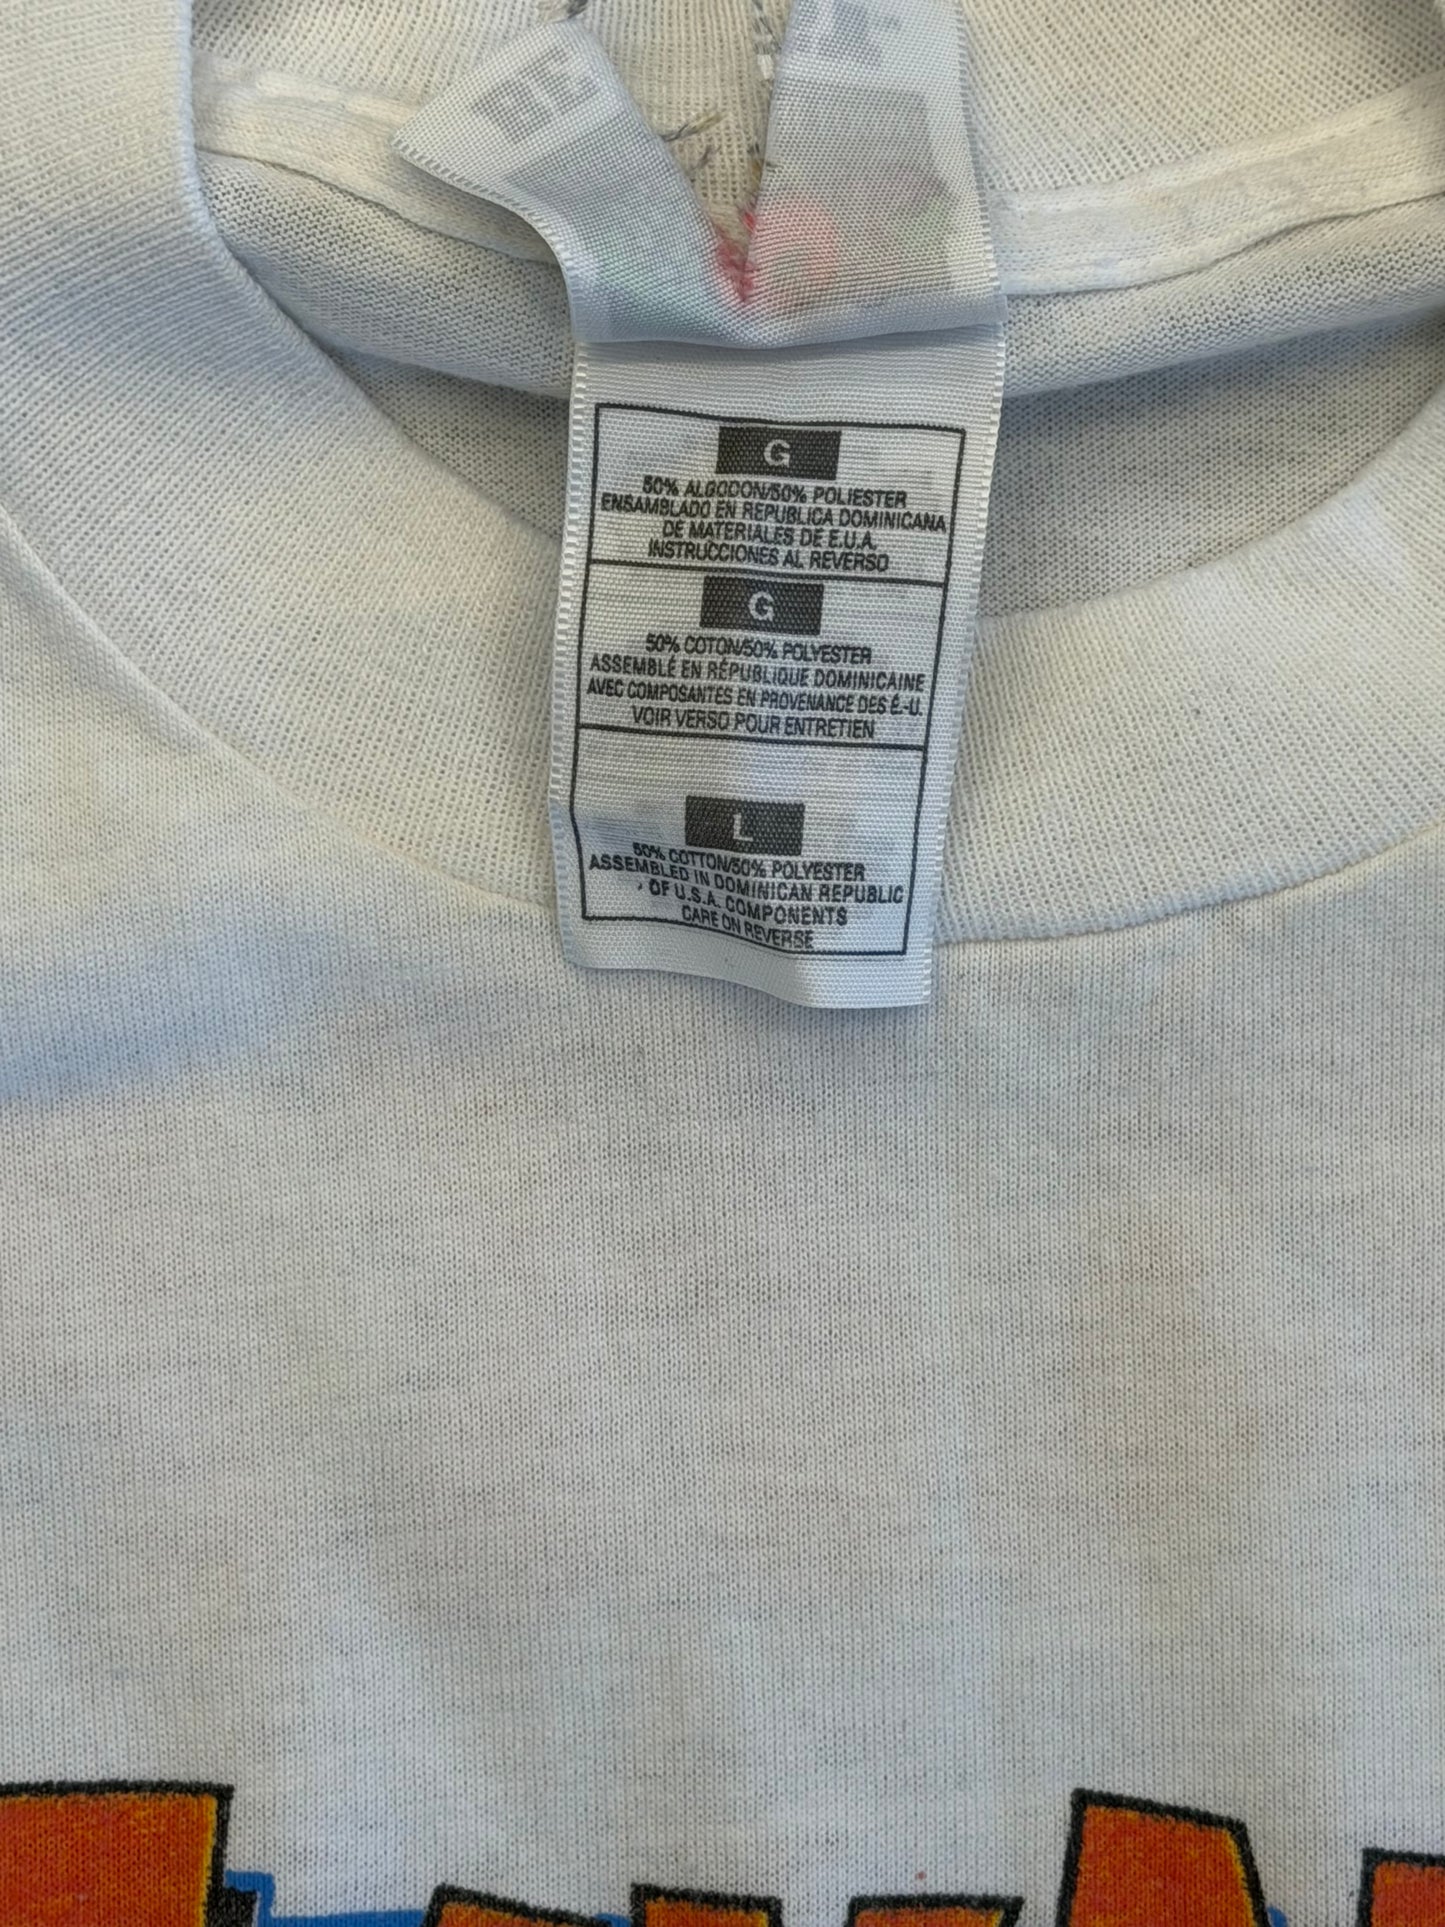 G
50% ALGODON/50% POLIESTER
ENSAMBLADO EN REPUBLICA DOMINICANA
DE MATERIALES DE E.U.A.
INSTRUCCIONES AL REVERSO
G
50% COTON/50% POLYESTER
ASSEMBLÉ EN RÉPUBLIQUE DOMINICAINE
AVEC COMPOSANTES EN PROVENANCE DES É.-U.
VOIR VERSO POUR ENTRETIEN
L
50% COTTON/50% POLYESTER
ASSEMBLED IN DOMINICAN REPUBLIC
OF U.S.A. COMPONENTS
CARE ON REVERSE